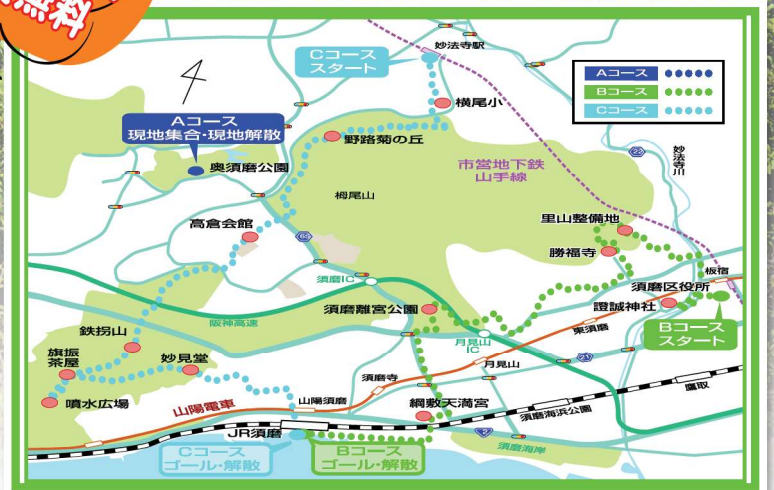 無料
Cコース
スタート
妙法寺駅
Aコース
Bコース
Cコース
横尾小
Aコース
現地集合・現地解散
野路菊の丘
市営地下鉄
山手線
22
妙法寺川
奥須磨公園
栂尾山
里山整備地
高倉会館
65
勝福寺
須磨IC
須磨区役所
板宿
須磨離宮公園
證誠神社
阪神高速
鉄拐山
月見山
IC
東須磨
Bコース
スタート
21
旗振
茶屋
妙見堂
月見山
須磨寺
鷹取
噴水広場
山陽電車
山陽須磨
綱敷天満宮
須磨海浜公園
JR須磨
2
須磨海岸
Cコース
ゴール・解散
Bコース
ゴール・解散